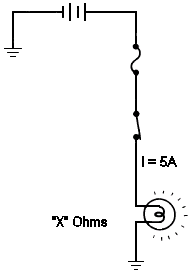 I = 5A
"X" Ohms